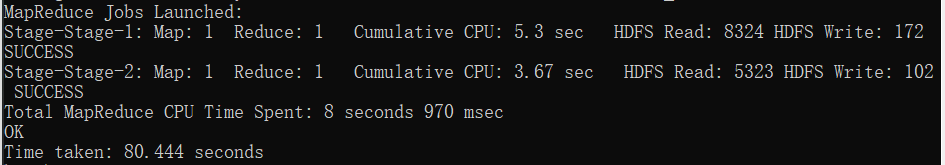 MapReduce Jobs Launched:
Stage-Stage-1: Map: 1  Reduce: 1   Cumulative CPU: 5.3 sec   HDFS Read: 8324 HDFS Write: 172
SUCCESS
Stage-Stage-2: Map: 1  Reduce: 1   Cumulative CPU: 3.67 sec   HDFS Read: 5323 HDFS Write: 102
 SUCCESS
Total MapReduce CPU Time Spent: 8 seconds 970 msec
OK
Time taken: 80.444 seconds